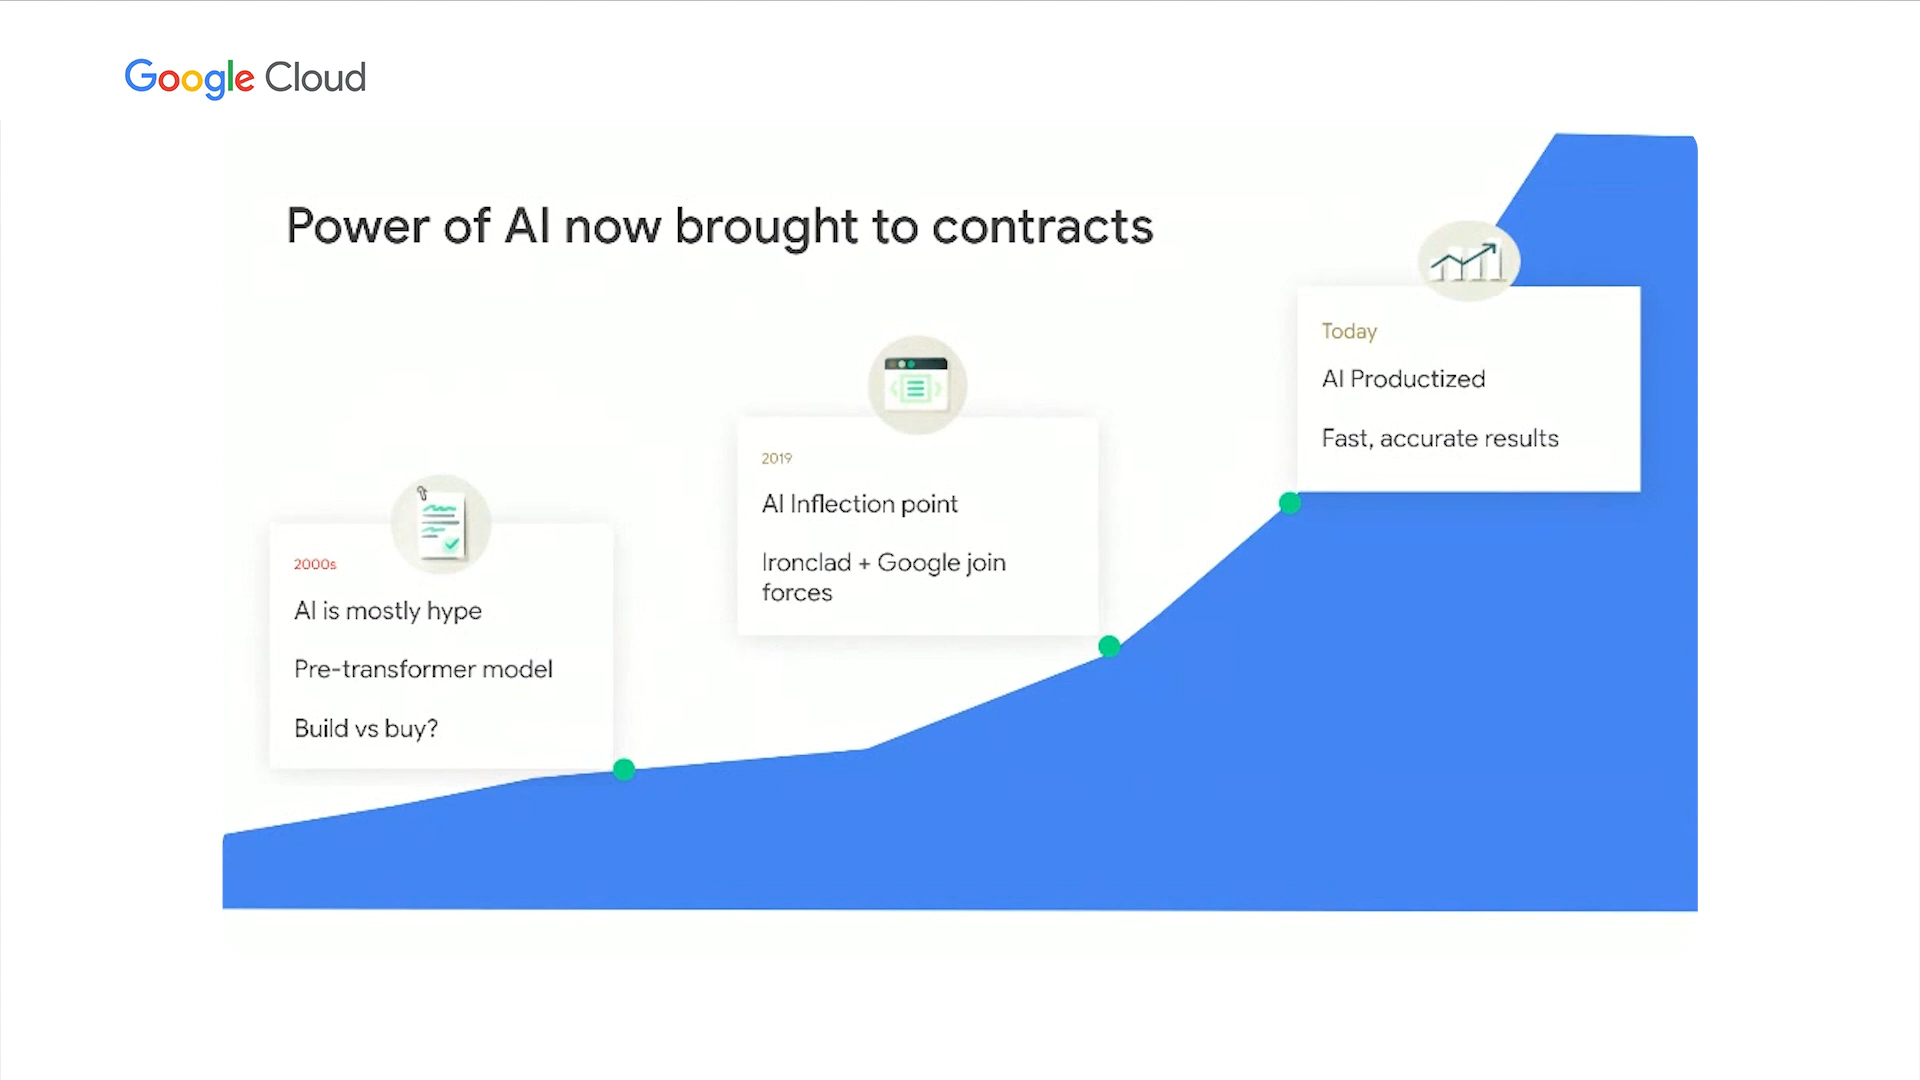 Google Cloud
Power of AI now brought to contracts
2000s
AI is mostly hype
Pre-transformer model
Build vs buy?
2019
AI Inflection point
Ironclad + Google join
forces
Today
AI Productized
Fast, accurate results